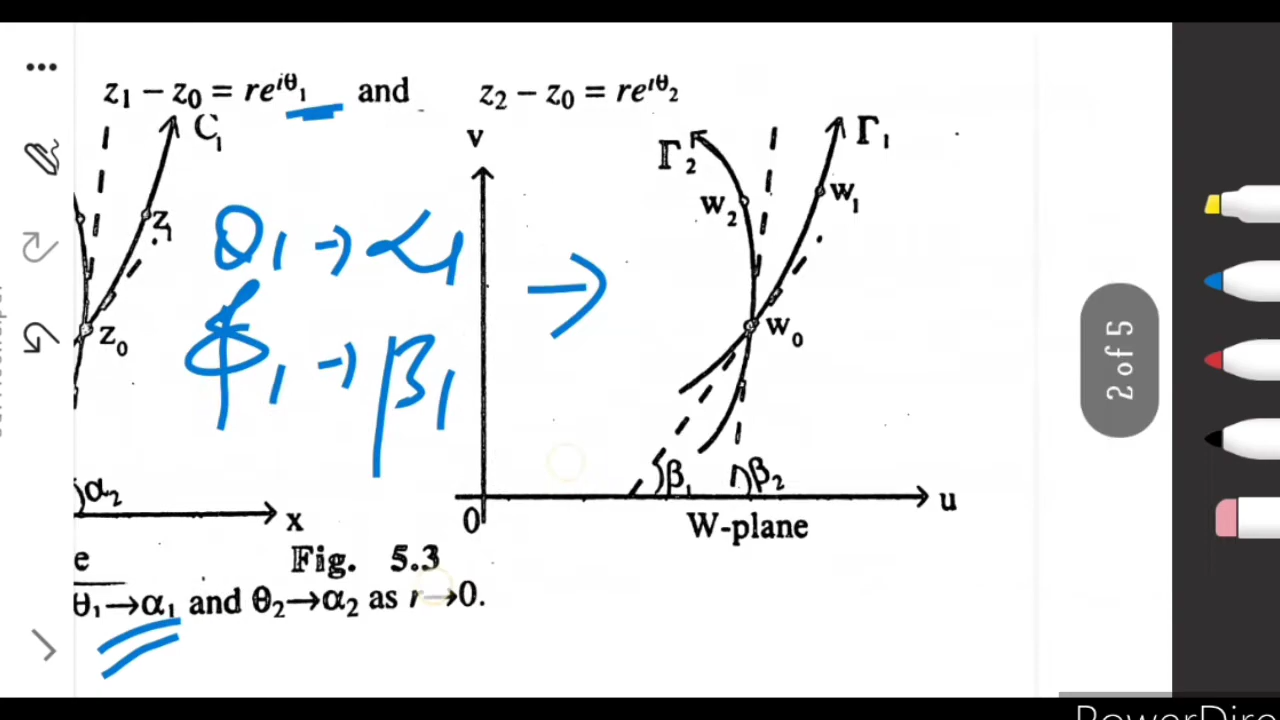 z₁ − z₀ = re^{iθ₁} and z₂ − z₀ = re^{iθ₂}
C₁
z₁
z₀
θ₁ → α₁
ϕ₁ → β₁
→
v
Γ₂
Γ₁
w₂
w₁
w₀
β₁
β₂
α₂
x
0
u
W-plane
e
Fig. 5.3
θ₁→α₁ and θ₂→α₂ as r→0.
2 of 5